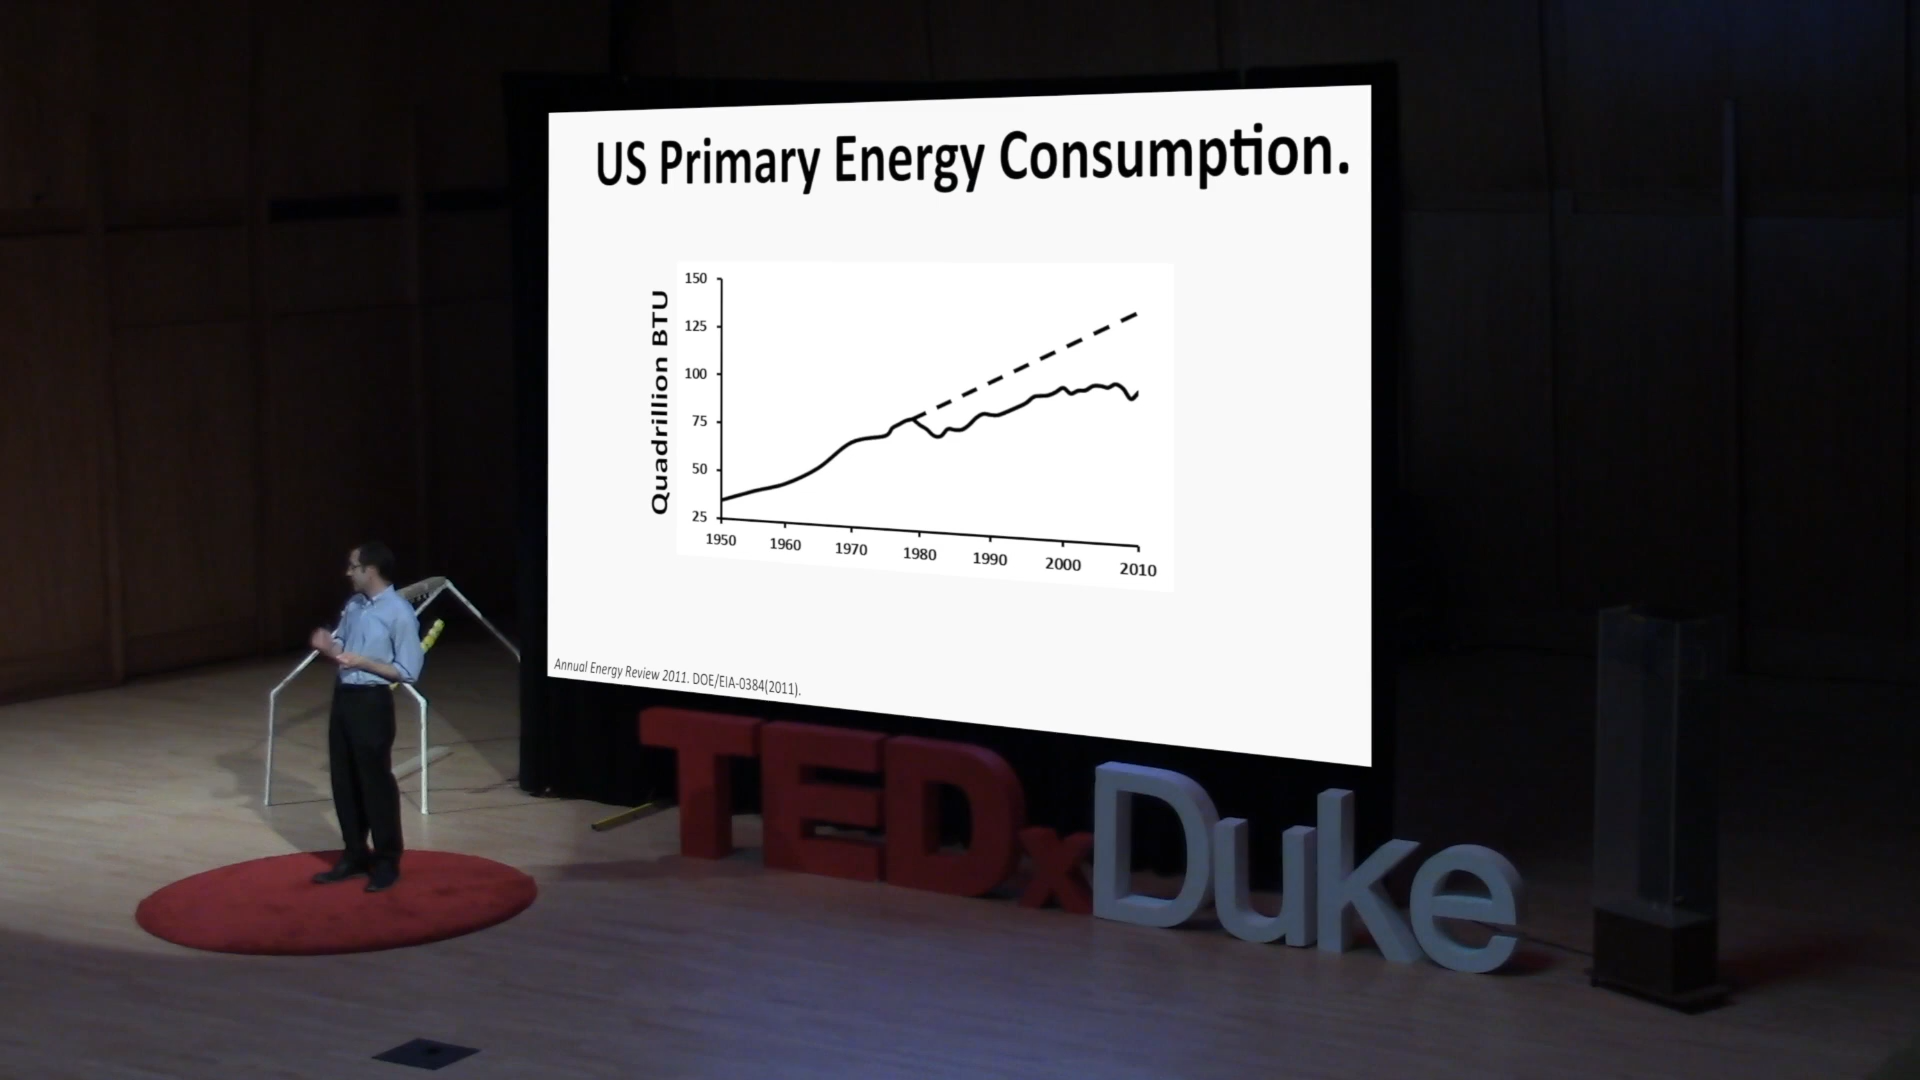 US Primary Energy Consumption.
Quadrillion BTU
150
125
100
75
50
25
1950 1960 1970 1980 1990 2000 2010
Annual Energy Review 2011. DOE/EIA-0384(2011).
TEDxDuke